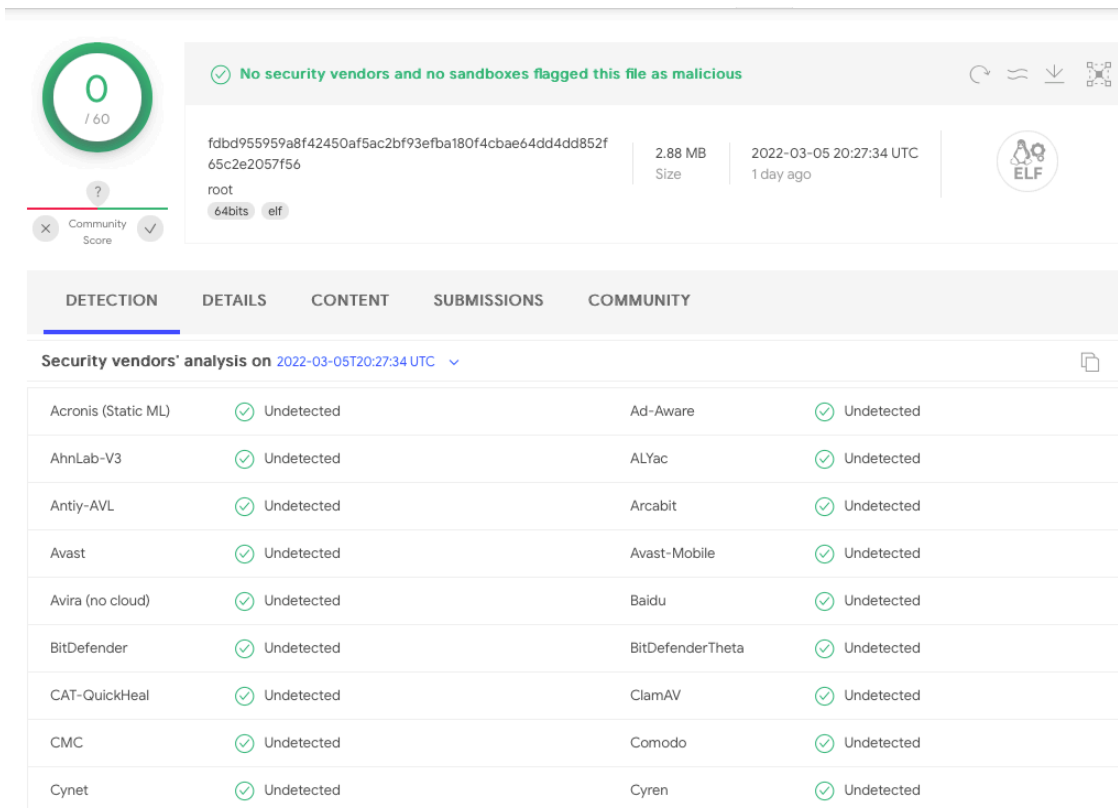 0
/ 60
?
Community
Score
No security vendors and no sandboxes flagged this file as malicious
fdbd955959a8f42450af5ac2bf93efba180f4cbae64dd4dd852f
65c2e2057f56
root
64bits elf
2.88 MB
Size
2022-03-05 20:27:34 UTC
1 day ago
ELF
DETECTION DETAILS CONTENT SUBMISSIONS COMMUNITY
Security vendors' analysis on 2022-03-05T20:27:34 UTC
Acronis (Static ML) Undetected Ad-Aware Undetected
AhnLab-V3 Undetected ALYac Undetected
Antiy-AVL Undetected Arcabit Undetected
Avast Undetected Avast-Mobile Undetected
Avira (no cloud) Undetected Baidu Undetected
BitDefender Undetected BitDefenderTheta Undetected
CAT-QuickHeal Undetected ClamAV Undetected
CMC Undetected Comodo Undetected
Cynet Undetected Cyren Undetected